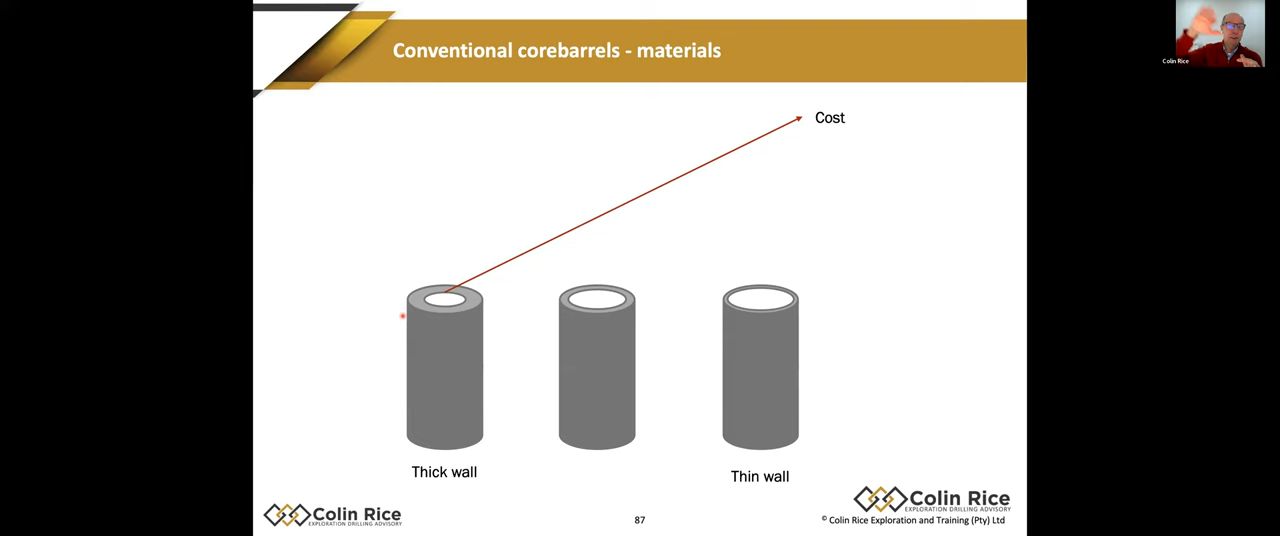 Conventional corebarrels - materials
Colin Rice
Cost
Thick wall
Thin wall
Colin Rice
EXPLORATION DRILLING ADVISORY
87
Colin Rice
EXPLORATION DRILLING ADVISORY
© Colin Rice Exploration and Training (Pty) Ltd